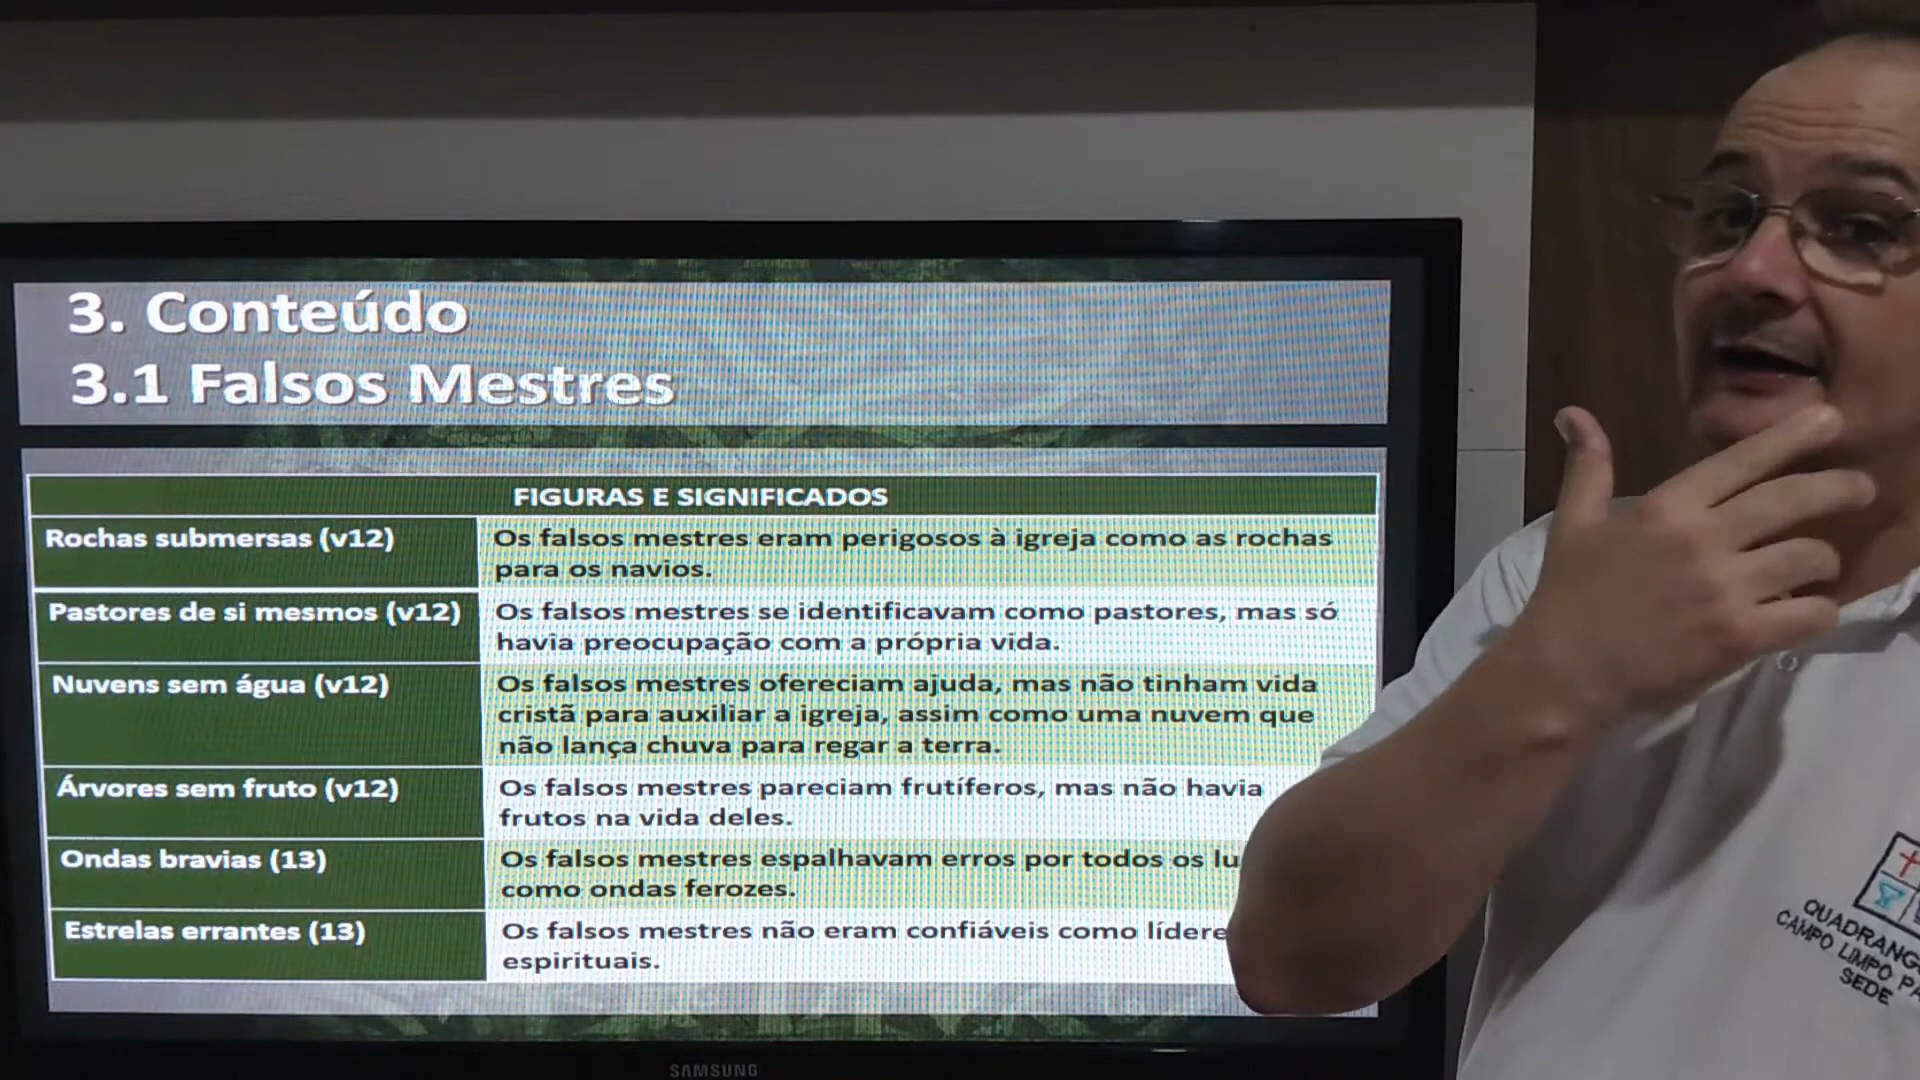 3. Conteúdo
3.1 Falsos Mestres
FIGURAS E SIGNIFICADOS
Rochas submersas (v12)
Os falsos mestres eram perigosos à igreja como as rochas
para os navios.
Pastores de si mesmos (v12)
Os falsos mestres se identificavam como pastores, mas só
havia preocupação com a própria vida.
Nuvens sem água (v12)
Os falsos mestres ofereciam ajuda, mas não tinham vida
cristã para auxiliar a igreja, assim como uma nuvem que
não lança chuva para regar a terra.
Árvores sem fruto (v12)
Os falsos mestres pareciam frutíferos, mas não havia
frutos na vida deles.
Ondas bravias (13)
Os falsos mestres espalhavam erros por todos os
como ondas ferozes.
Estrelas errantes (13)
Os falsos mestres não eram confiáveis como
espirituais.
SAMSUNG
CAMPO LIMPO
SEDE